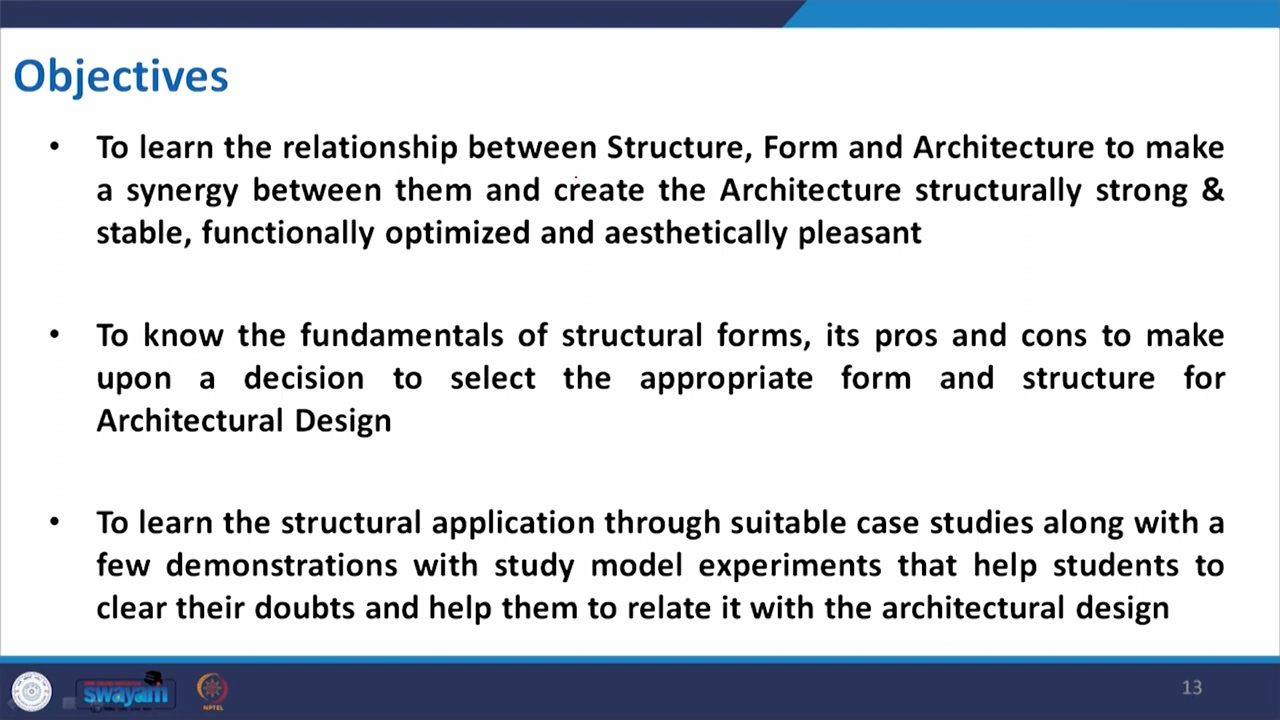 Objectives
• To learn the relationship between Structure, Form and Architecture to make
a synergy between them and create the Architecture structurally strong &
stable, functionally optimized and aesthetically pleasant
• To know the fundamentals of structural forms, its pros and cons to make
upon a decision to select the appropriate form and structure for
Architectural Design
• To learn the structural application through suitable case studies along with a
few demonstrations with study model experiments that help students to
clear their doubts and help them to relate it with the architectural design
swayam
NPTEL
13